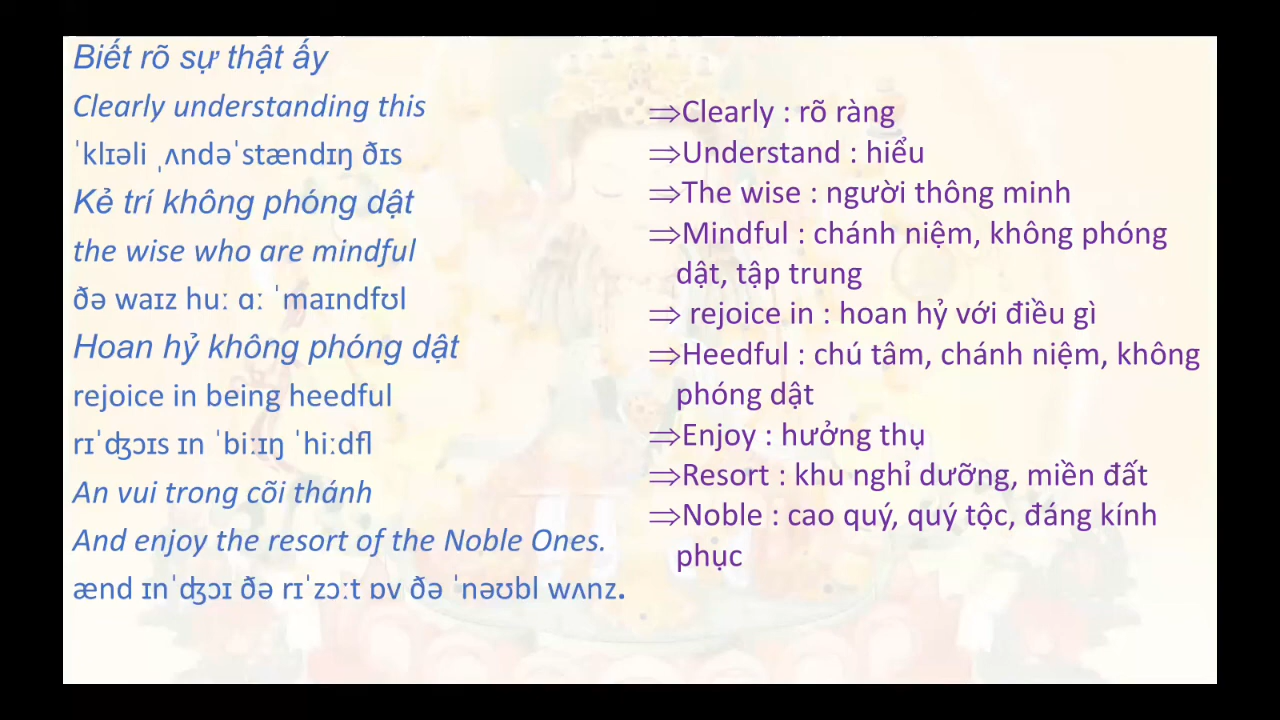 Biết rõ sự thật ấy
Clearly understanding this
ˈklɪəli ˌʌndəˈstændɪŋ ðɪs
Kẻ trí không phóng dật
the wise who are mindful
ðə waɪz huː ɑː ˈmaɪndfʊl
Hoan hỷ không phóng dật
rejoice in being heedful
rɪˈʤɔɪs ɪn ˈbiːɪŋ ˈhiːdfl
An vui trong cõi thánh
And enjoy the resort of the Noble Ones.
ænd ɪnˈʤɔɪ ðə rɪˈzɔːt ɒv ðə ˈnəʊbl wʌnz.
⇒Clearly : rõ ràng
⇒Understand : hiểu
⇒The wise : người thông minh
⇒Mindful : chánh niệm, không phóng
dật, tập trung
⇒ rejoice in : hoan hỷ với điều gì
⇒Heedful : chú tâm, chánh niệm, không
phóng dật
⇒Enjoy : hưởng thụ
⇒Resort : khu nghỉ dưỡng, miền đất
⇒Noble : cao quý, quý tộc, đáng kính
phục